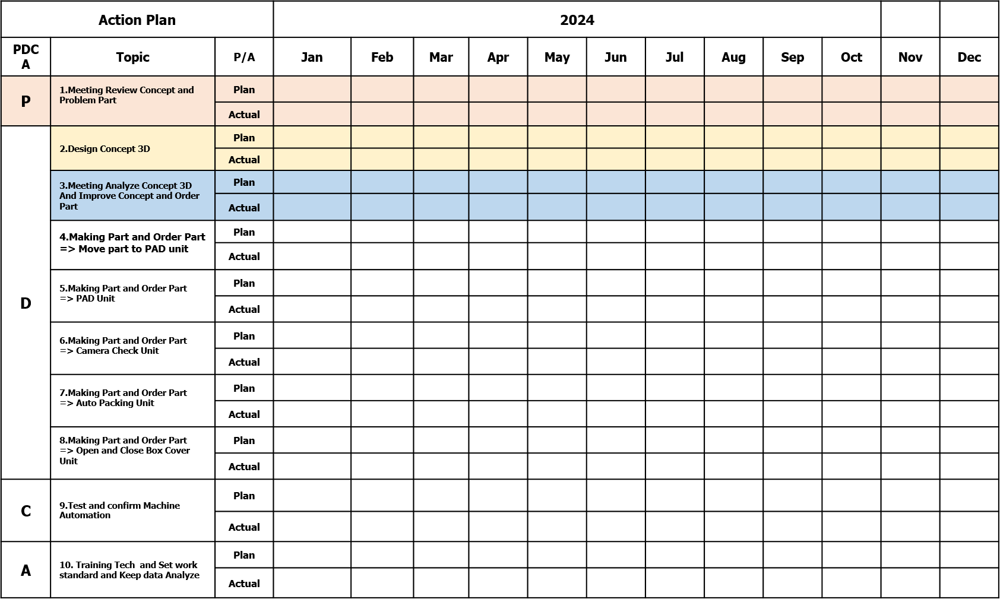 Action Plan 2024
PDC
A
Topic P/A Jan Feb Mar Apr May Jun Jul Aug Sep Oct Nov Dec
P
1.Meeting Review Concept and
Problem Part
Plan
Actual
D
2.Design Concept 3D
Plan
Actual
3.Meeting Analyze Concept 3D
And Improve Concept and Order
Part
Plan
Actual
4.Making Part and Order Part
=> Move part to PAD unit
Plan
Actual
5.Making Part and Order Part
=> PAD Unit
Plan
Actual
6.Making Part and Order Part
=> Camera Check Unit
Plan
Actual
7.Making Part and Order Part
=> Auto Packing Unit
Plan
Actual
8.Making Part and Order Part
=> Open and Close Box Cover
Unit
Plan
Actual
C
9.Test and confirm Machine
Automation
Plan
Actual
A
10. Training Tech  and Set work
standard and Keep data Analyze
Plan
Actual